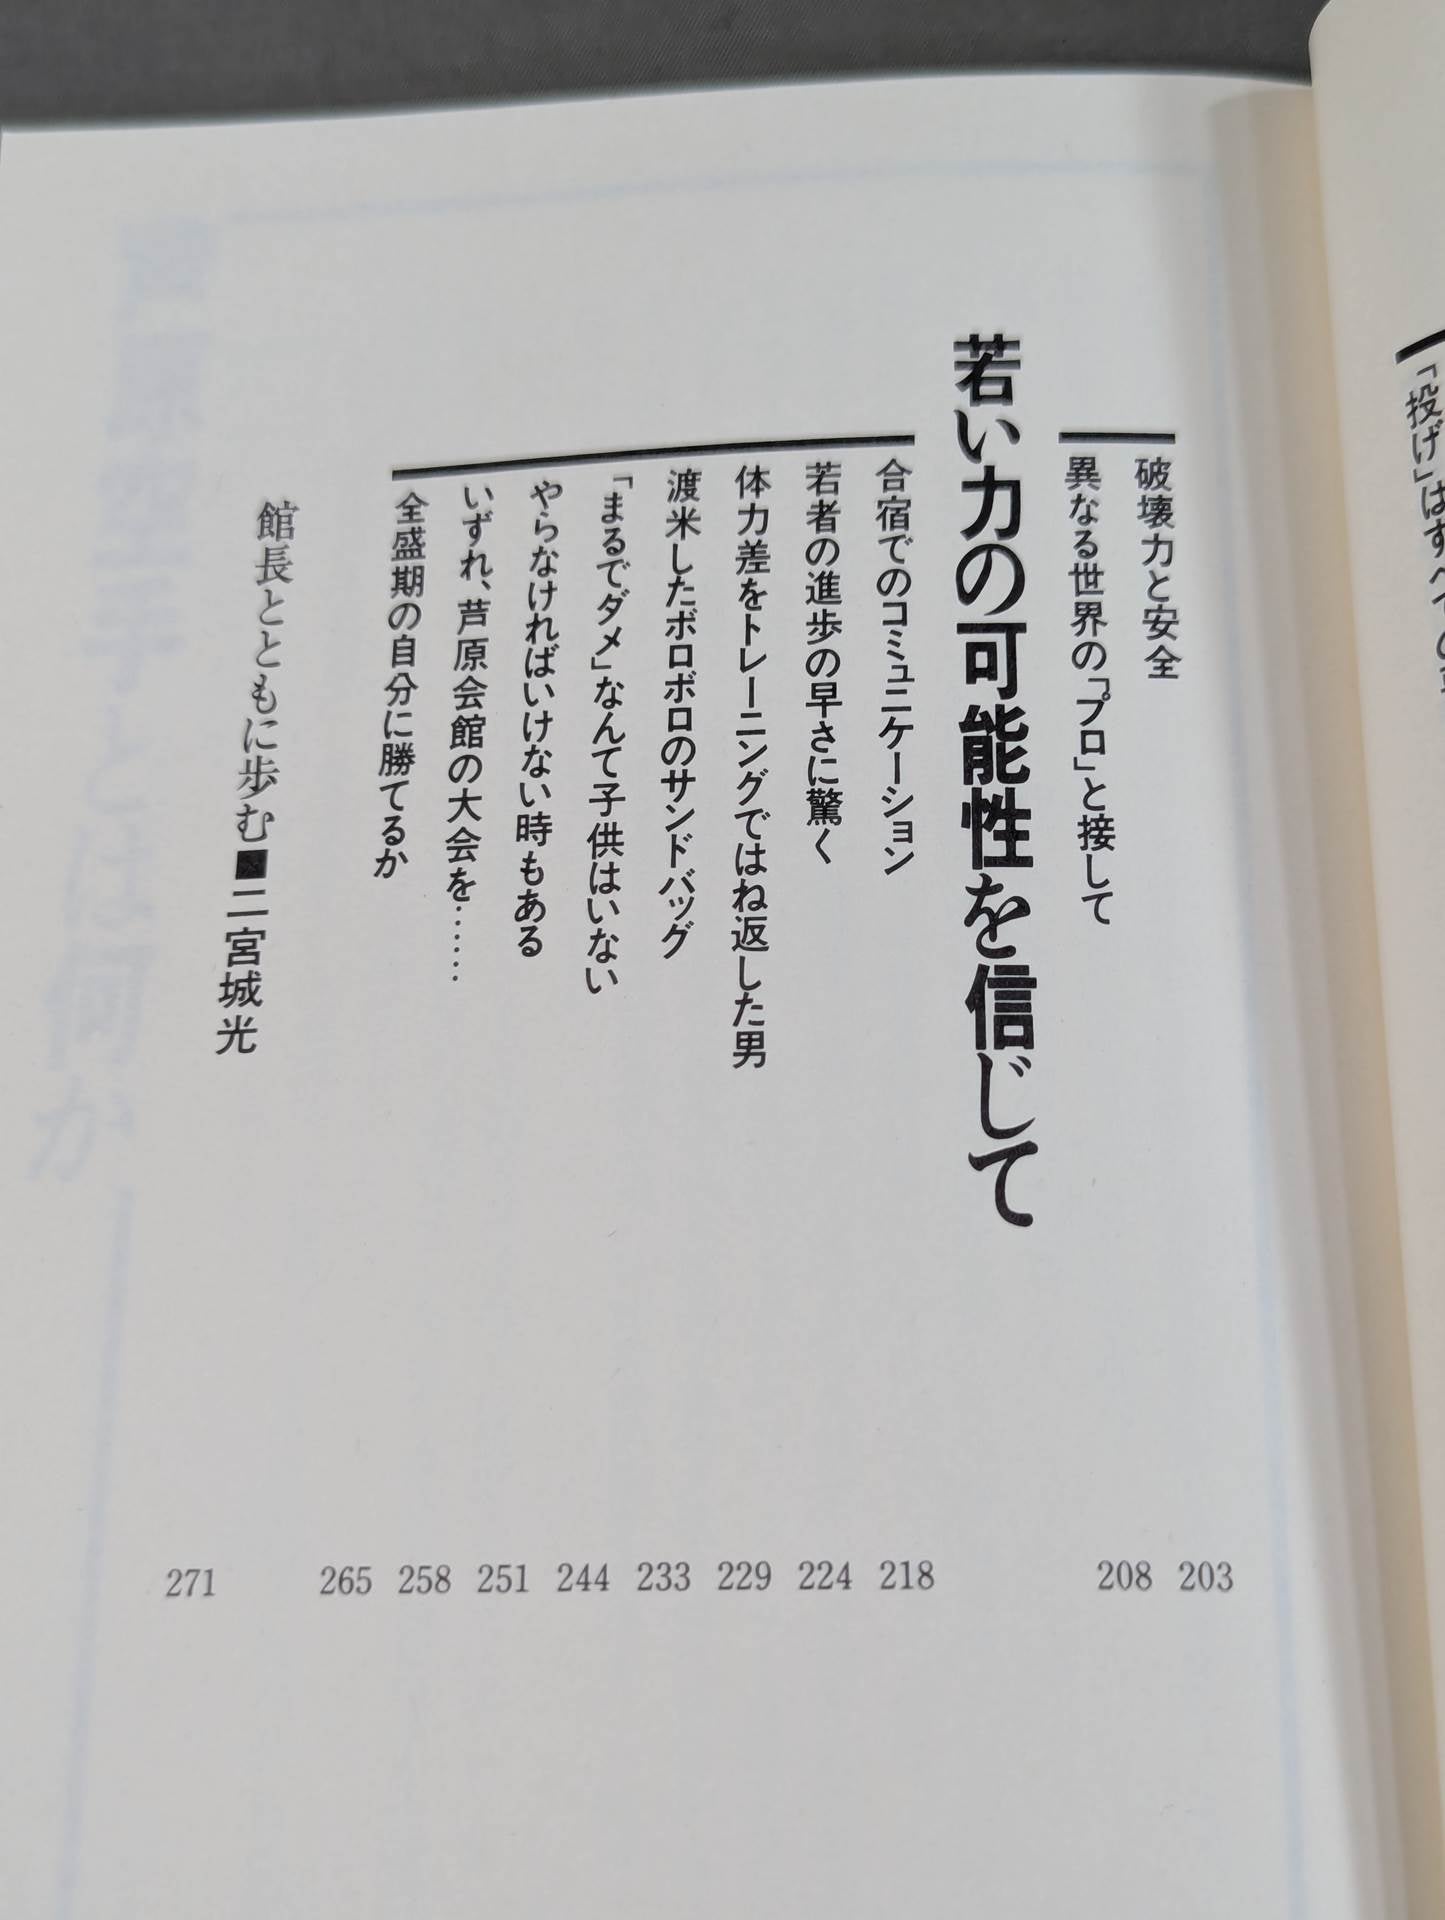 「投げ」はすべて
破壊力と安全
203
異なる世界の「プロ」と接して
208
若い力の可能性を信じて
合宿でのコミュニケーション
218
若者の進歩の早さに驚く
224
体力差をトレーニングではね返した男
229
渡米したボロボロのサンドバッグ
233
「まるでダメ」なんて子供はいない
244
やらなければいけない時もある
251
いずれ、芦原会館の大会を……
258
全盛期の自分に勝てるか
265
館長とともに歩む■二宮城光
271